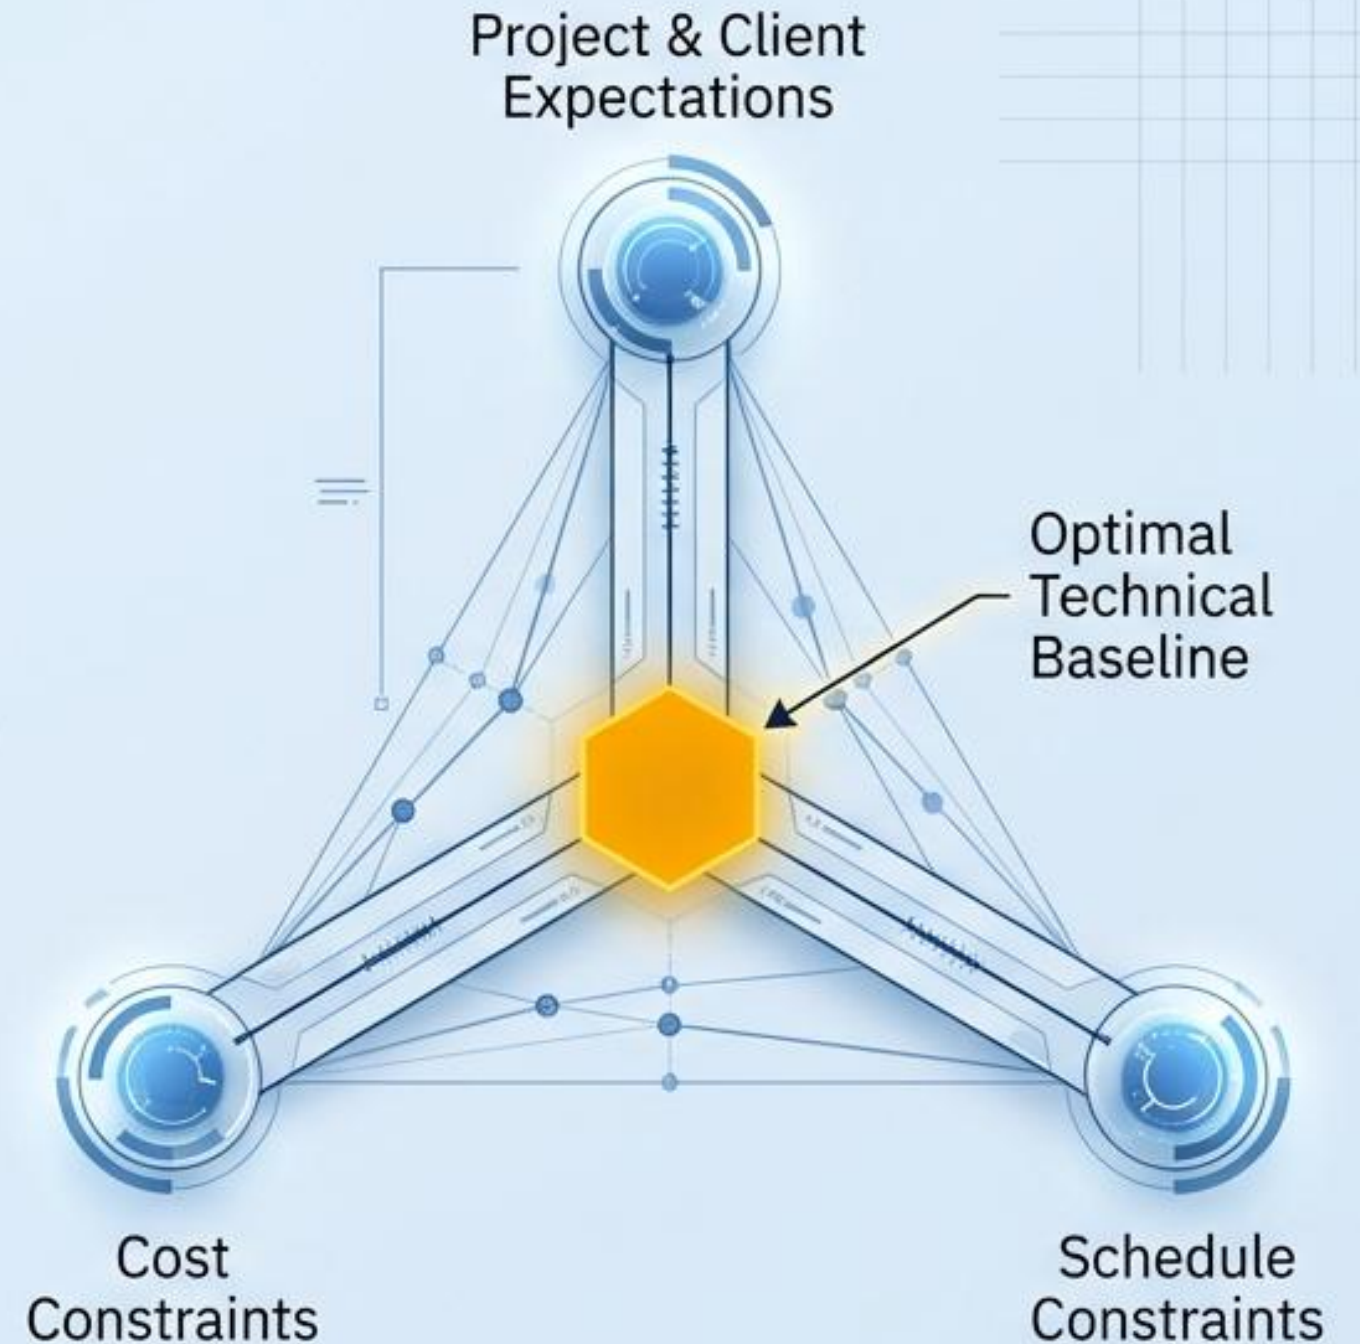 Project & Client
Expectations
Optimal
Technical
Baseline
Cost
Constraints
Schedule
Constraints